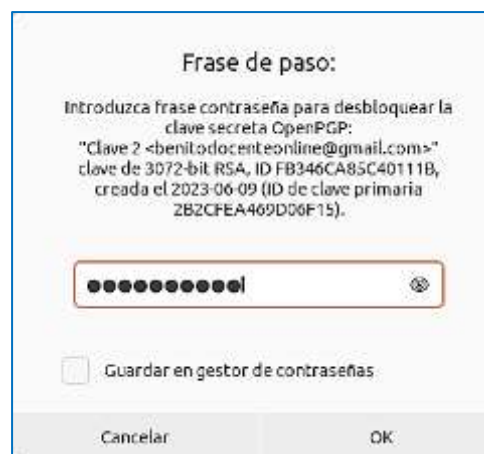 Frase de paso:
Introduzca frase contraseña para desbloquear la
clave secreta OpenPGP:
"Clave 2 <benitodocenteonline@gmail.com>"
clave de 3072-bit RSA, ID FB346CA85C40111B,
creada el 2023-06-09 (ID de clave primaria
2B2CFEA469D06F15).
Guardar en gestor de contraseñas
Cancelar OK